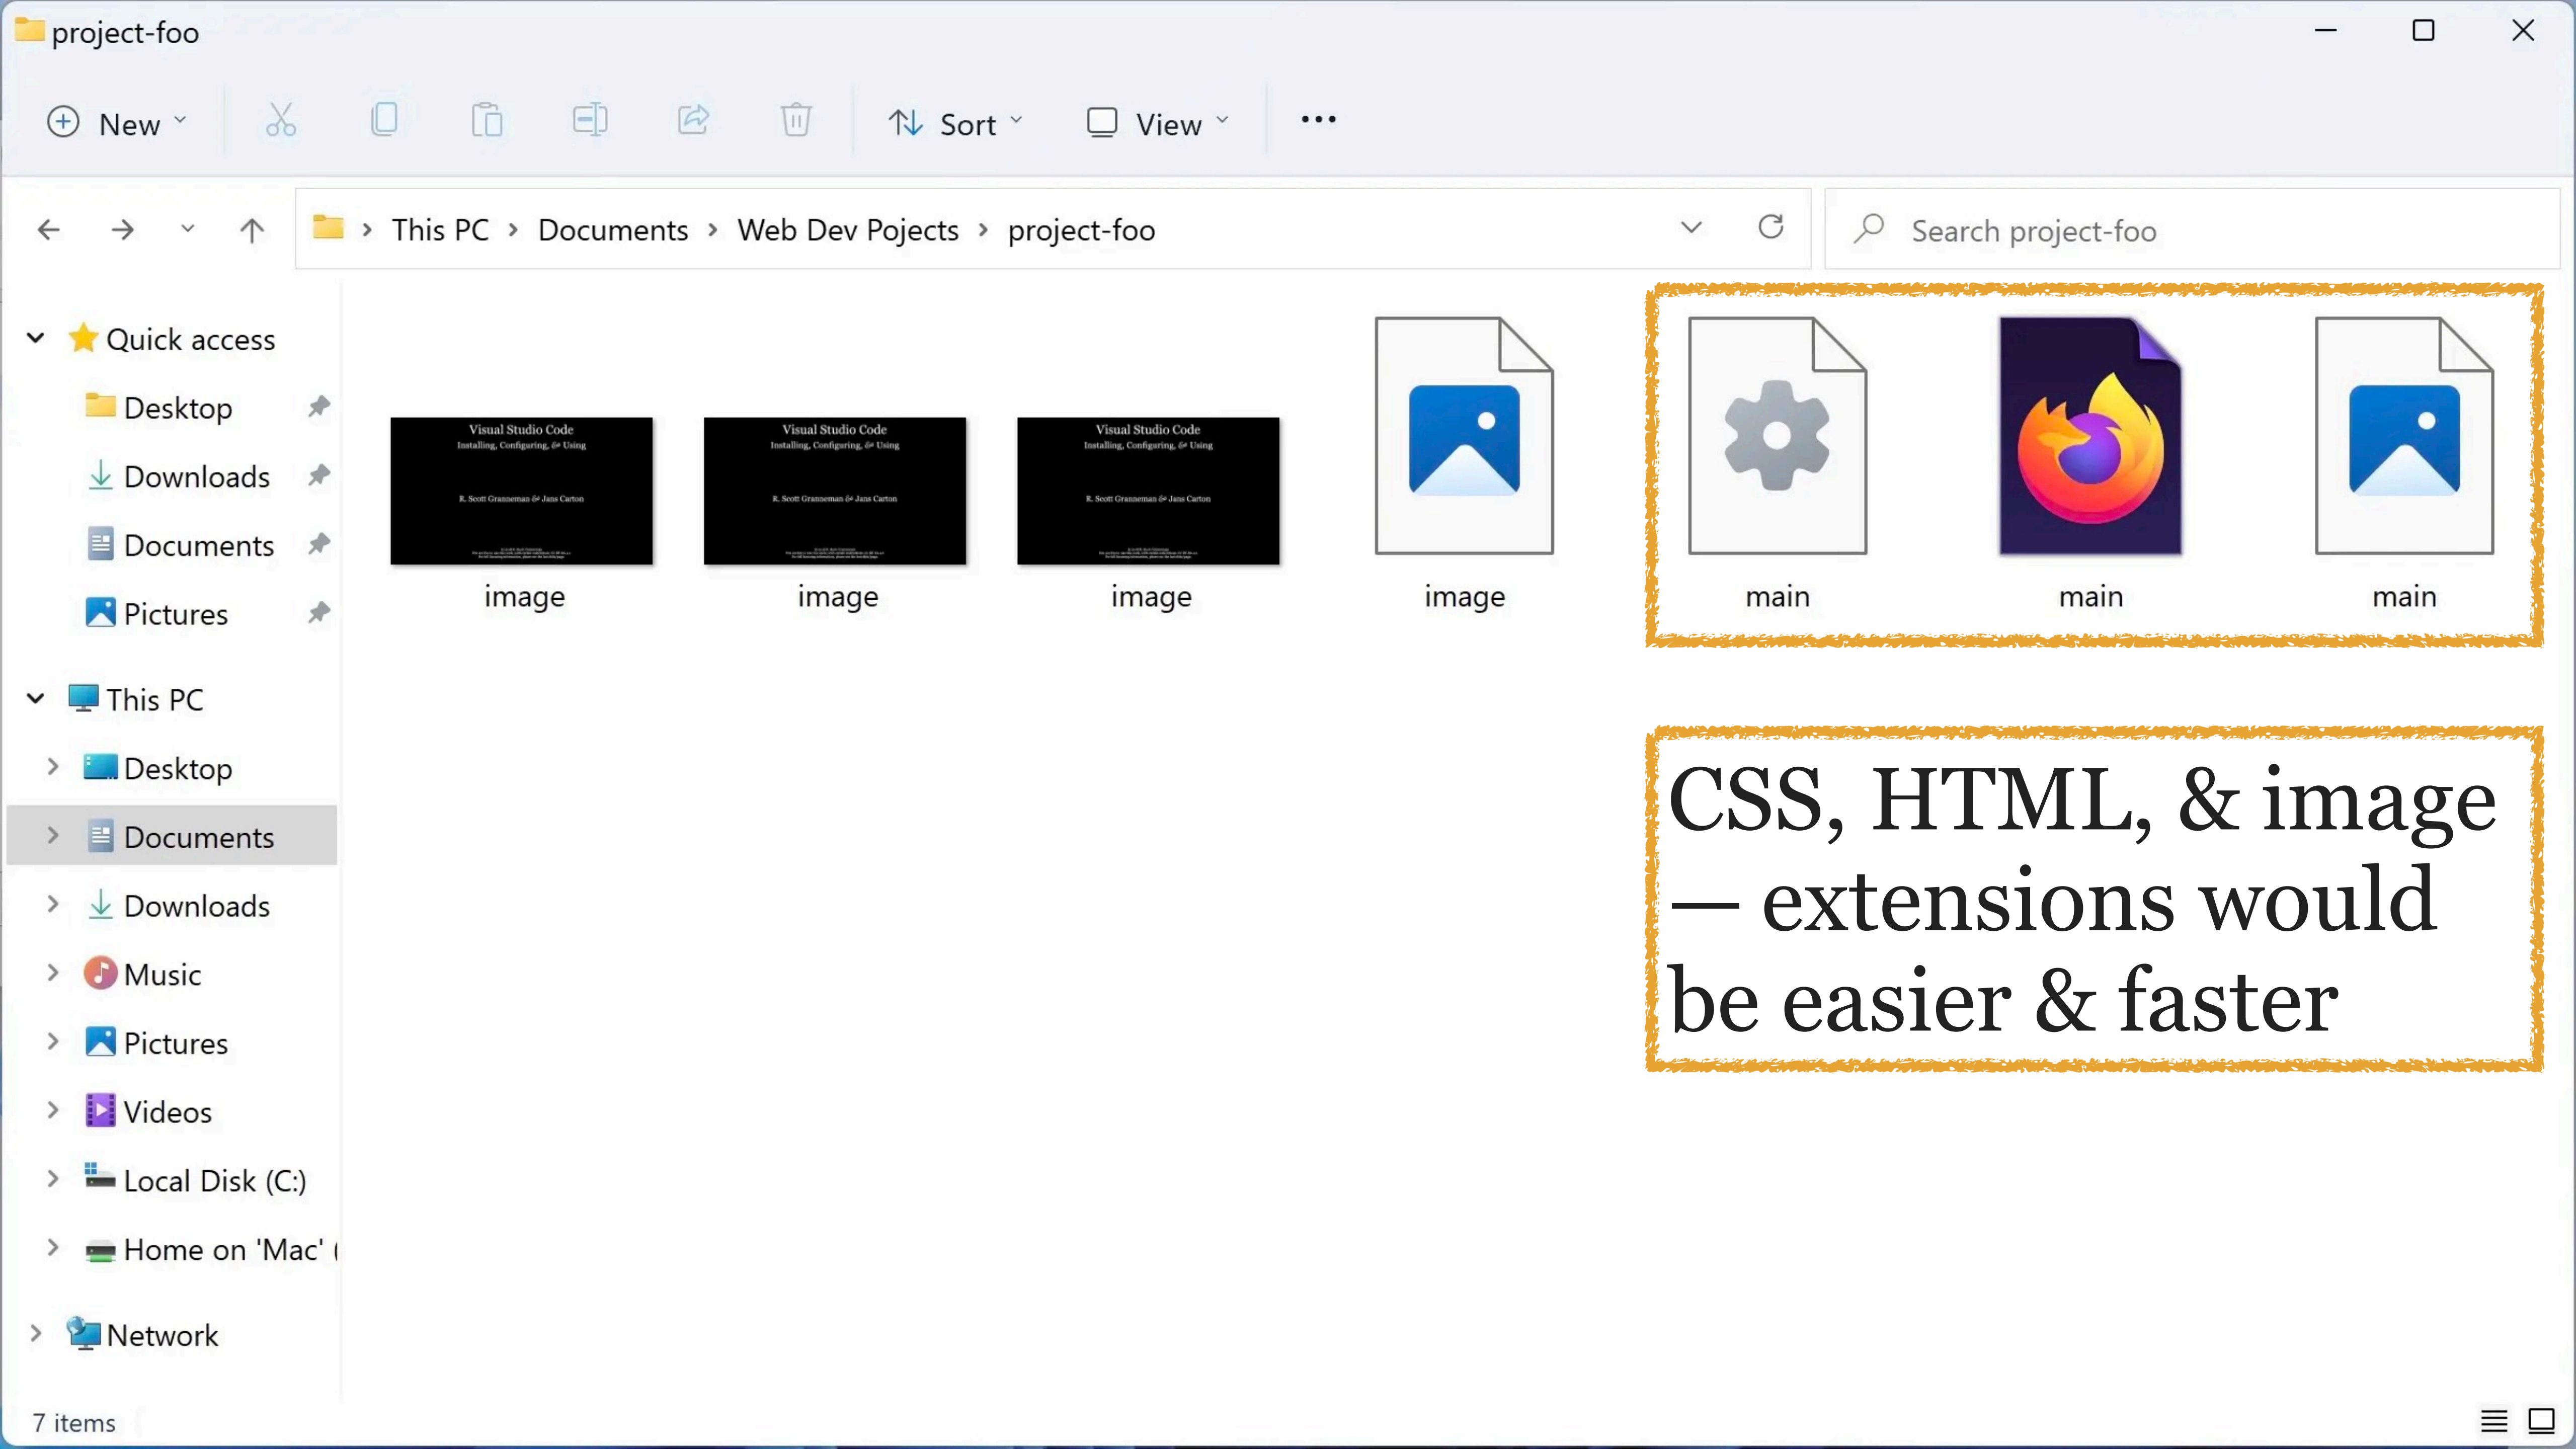 project-foo
New
Sort
View
This PC > Documents > Web Dev Pojects > project-foo
Search project-foo
Quick access
Desktop
Downloads
Documents
Pictures
This PC
Desktop
Documents
Downloads
Music
Pictures
Videos
Local Disk (C:)
Home on 'Mac' (
Network
Visual Studio Code
Installing, Configuring, & Using
R. Scott Granneman & Jans Carton
image
Visual Studio Code
Installing, Configuring, & Using
R. Scott Granneman & Jans Carton
image
Visual Studio Code
Installing, Configuring, & Using
R. Scott Granneman & Jans Carton
image
image
main
main
main
CSS, HTML, & image
— extensions would
be easier & faster
7 items